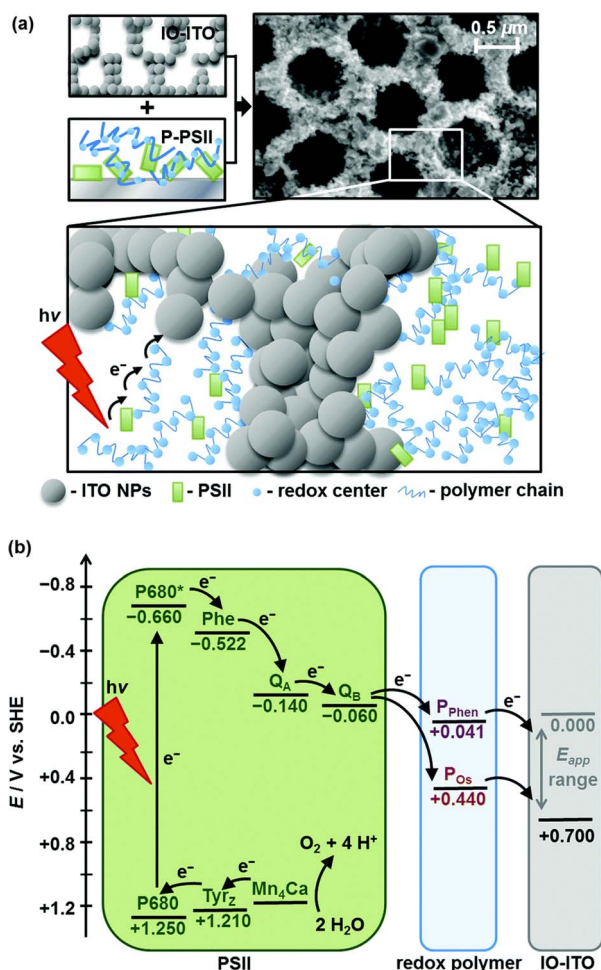 (a)
IO-ITO
+
P-PSII
0.5 μm
hν
e⁻
- ITO NPs - PSII - redox center - polymer chain
(b)
E / V vs. SHE
−0.8
−0.4
0.0
+0.4
+0.8
+1.2
P680*
−0.660
e⁻
Phe
−0.522
e⁻
QA
−0.140
e⁻
QB
−0.060
e⁻
PPhen
+0.041
e⁻
0.000
Eapp
range
POs
+0.440
+0.700
hν
e⁻
O₂ + 4 H⁺
e⁻
e⁻
P680
+1.250
TyrZ
+1.210
Mn₄Ca
2 H₂O
PSII
redox polymer
IO-ITO